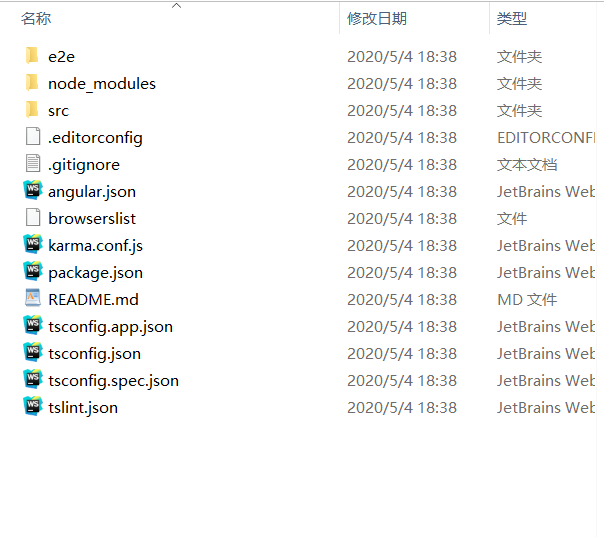 名称 修改日期 类型
e2e 2020/5/4 18:38 文件夹
node_modules 2020/5/4 18:38 文件夹
src 2020/5/4 18:38 文件夹
.editorconfig 2020/5/4 18:38 EDITORCONFI
.gitignore 2020/5/4 18:38 文本文档
angular.json 2020/5/4 18:38 JetBrains Web
browserslist 2020/5/4 18:38 文件
karma.conf.js 2020/5/4 18:38 JetBrains Web
package.json 2020/5/4 18:38 JetBrains Web
README.md 2020/5/4 18:38 MD 文件
tsconfig.app.json 2020/5/4 18:38 JetBrains Web
tsconfig.json 2020/5/4 18:38 JetBrains Web
tsconfig.spec.json 2020/5/4 18:38 JetBrains Web
tslint.json 2020/5/4 18:38 JetBrains Web